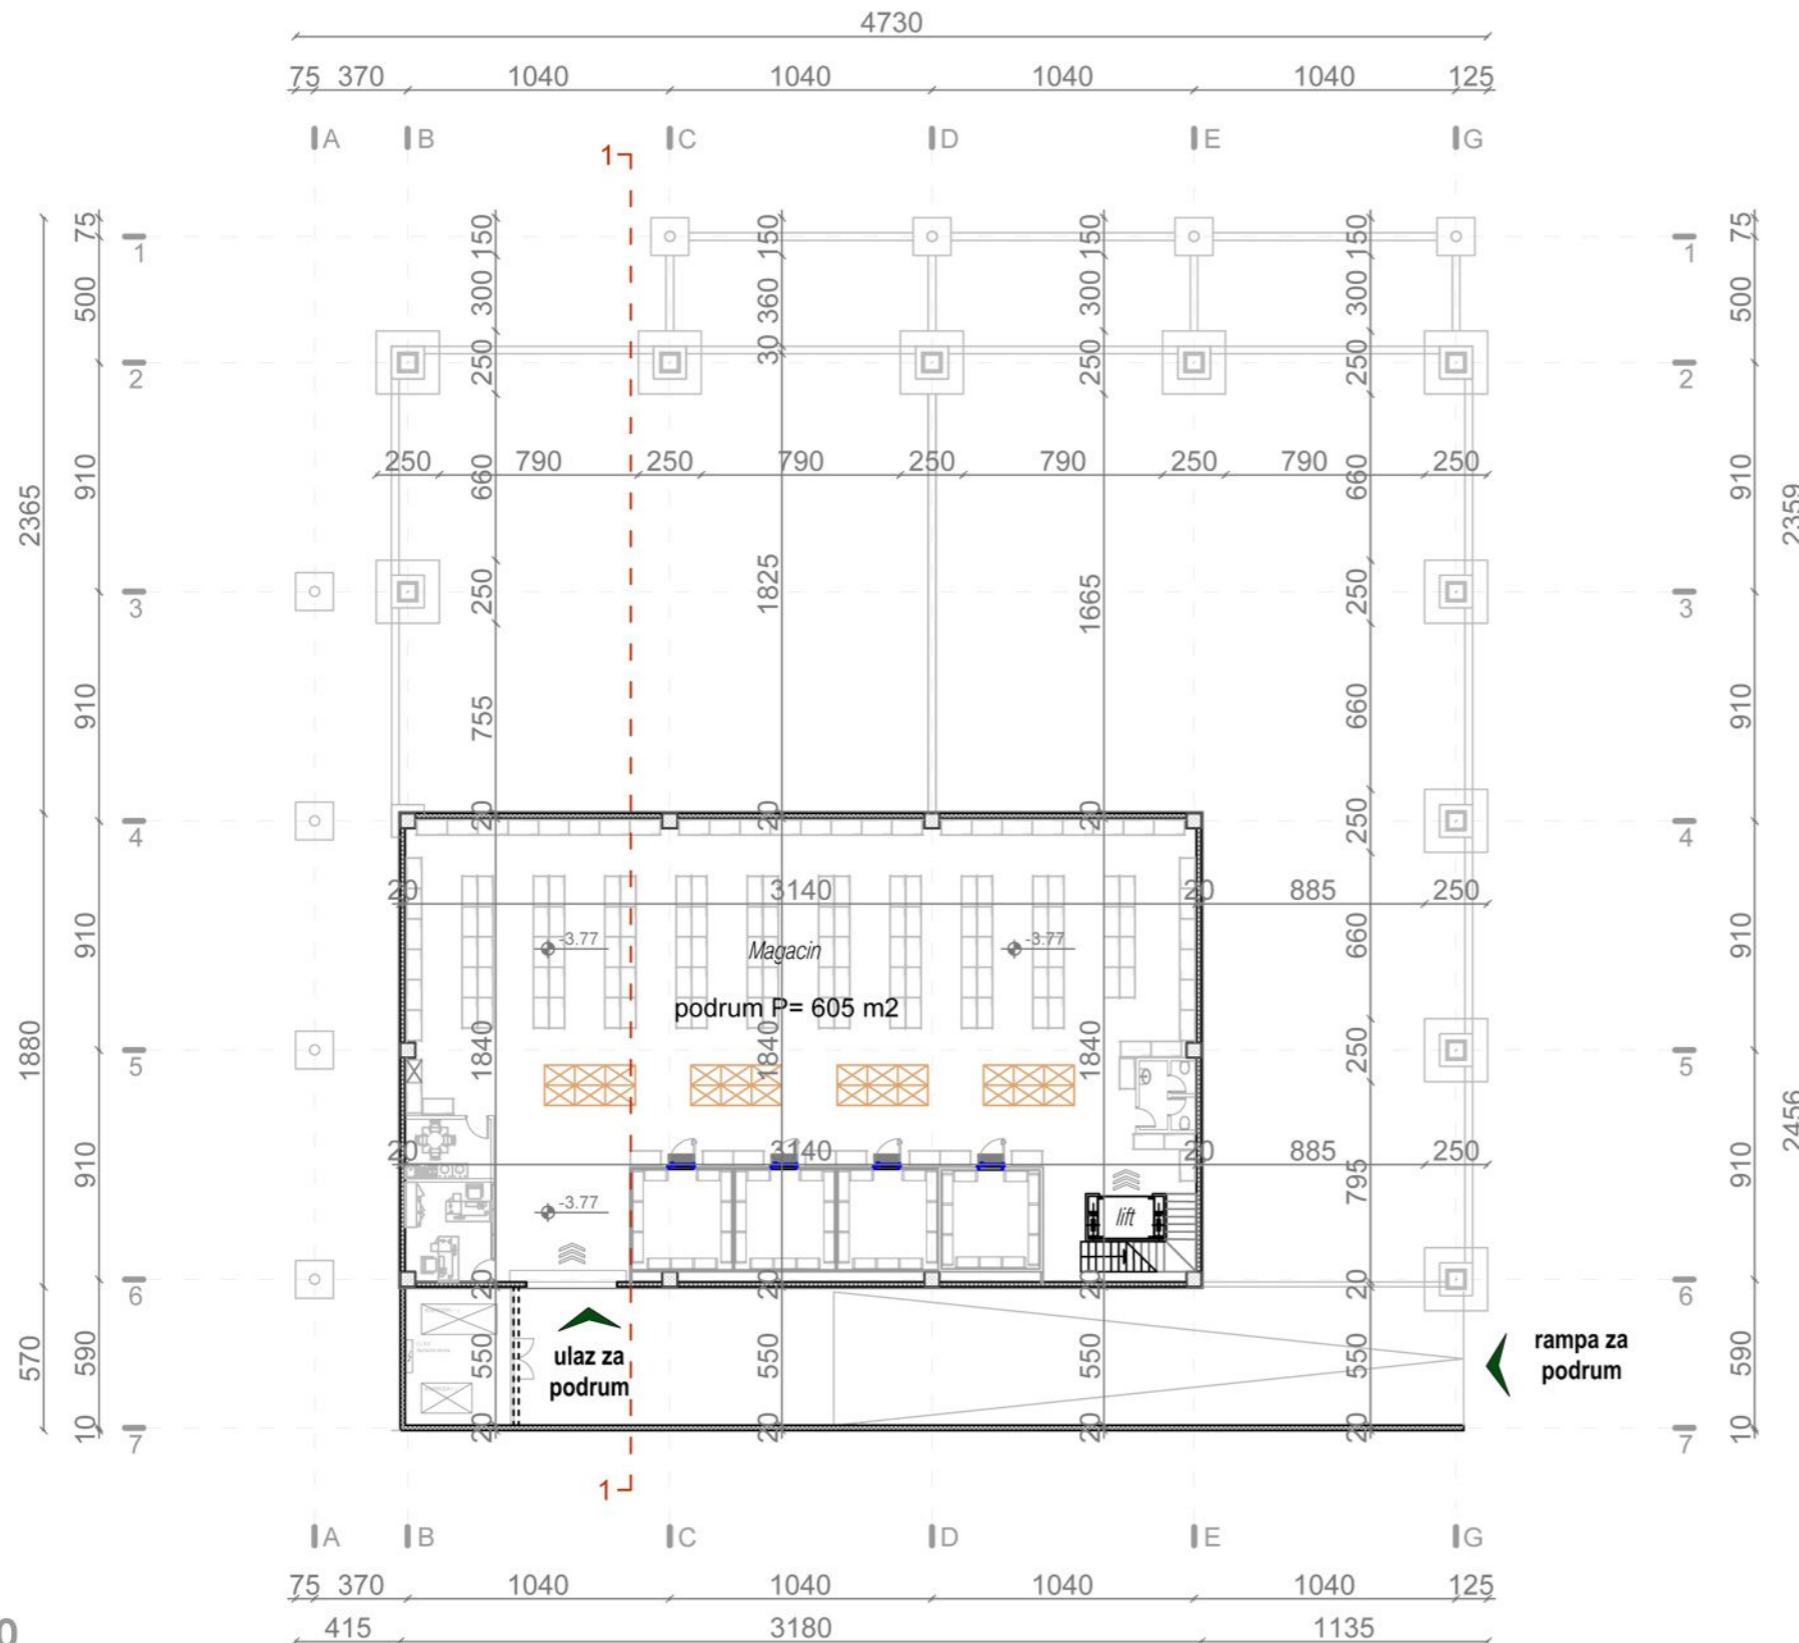 4730
75 370 1040 1040 1040 1040 125
A B C D E G
1
75 150 150 150 150 75
1 1
500 300 360 300 300 500
2 250 30 250 250 2
250 790 250 790 250 790 250 790 250
910 660 660 910
2365 2359
3 250 1825 1665 250 3
910 755 660 910
4 20 20 20 250 4
20 3140 20 885 250
910 660 910
-3.77 Magacin -3.77
podrum P= 605 m2
1880 1840 1840 1840 250
5 5
2456
20 3140 20 885 250
910 795 910
-3.77 lift
6 20 20 20 20 6
570 590 550 550 550 550 590
ulaz za
podrum
rampa za
podrum
10 20 20 20 20 10
7 7
1
A B C D E G
75 370 1040 1040 1040 1040 125
0
415 3180 1135